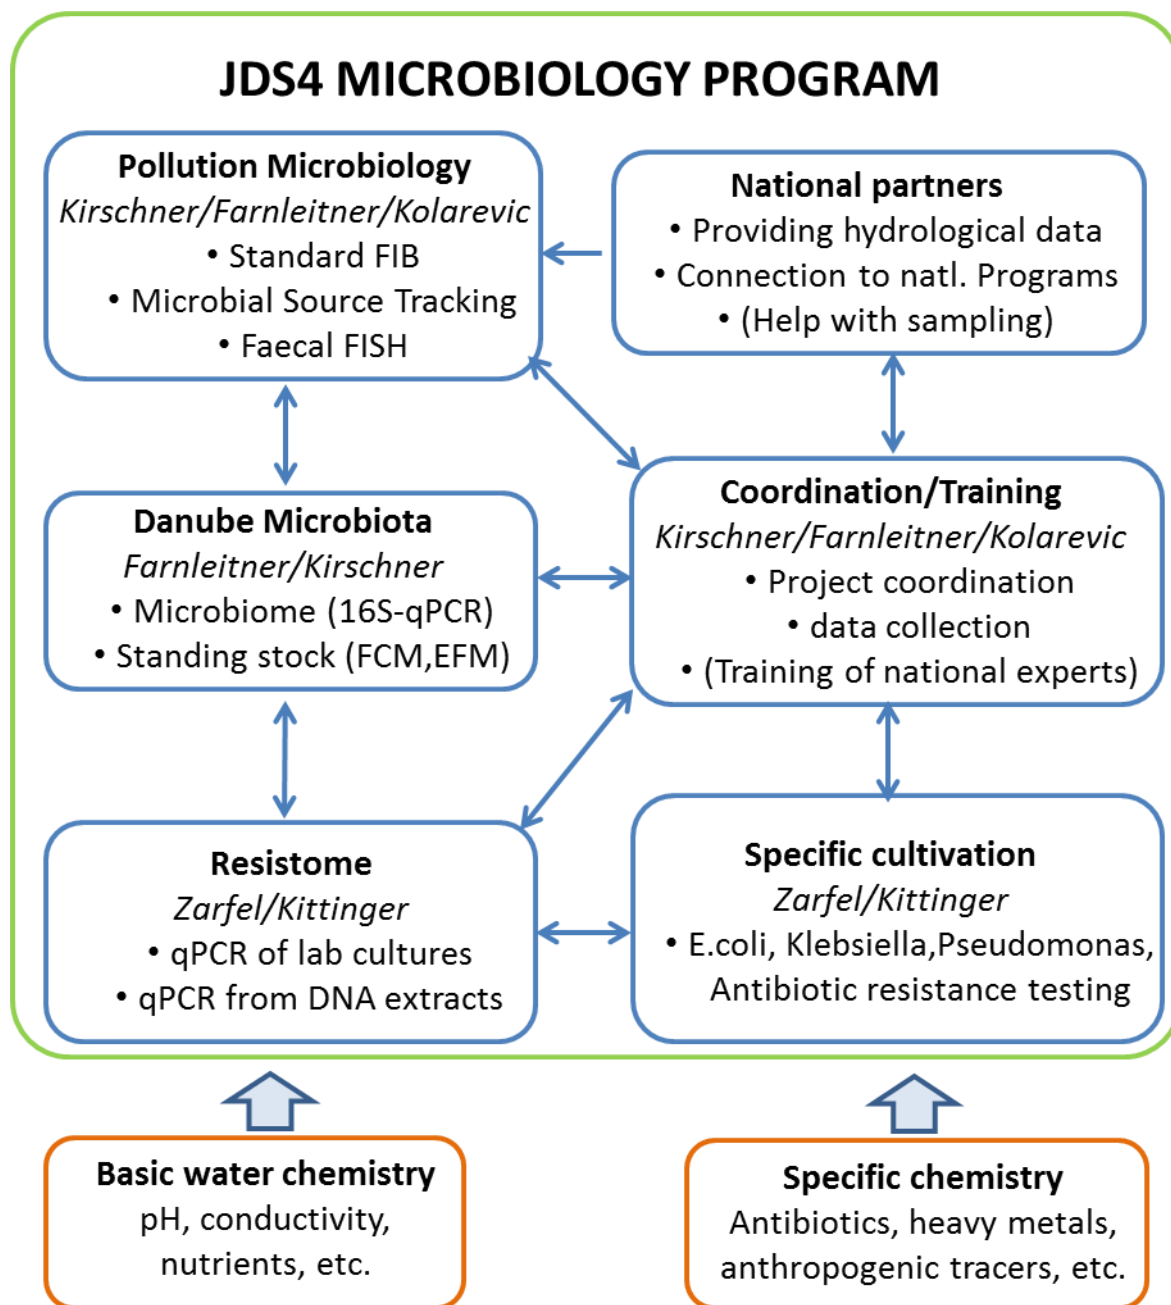 JDS4 MICROBIOLOGY PROGRAM
Pollution Microbiology
Kirschner/Farnleitner/Kolarevic
• Standard FIB
• Microbial Source Tracking
• Faecal FISH
National partners
• Providing hydrological data
• Connection to natl. Programs
• (Help with sampling)
Danube Microbiota
Farnleitner/Kirschner
• Microbiome (16S-qPCR)
• Standing stock (FCM,EFM)
Coordination/Training
Kirschner/Farnleitner/Kolarevic
• Project coordination
• data collection
• (Training of national experts)
Resistome
Zarfel/Kittinger
• qPCR of lab cultures
• qPCR from DNA extracts
Specific cultivation
Zarfel/Kittinger
• E.coli, Klebsiella,Pseudomonas,
Antibiotic resistance testing
Basic water chemistry
pH, conductivity,
nutrients, etc.
Specific chemistry
Antibiotics, heavy metals,
anthropogenic tracers, etc.